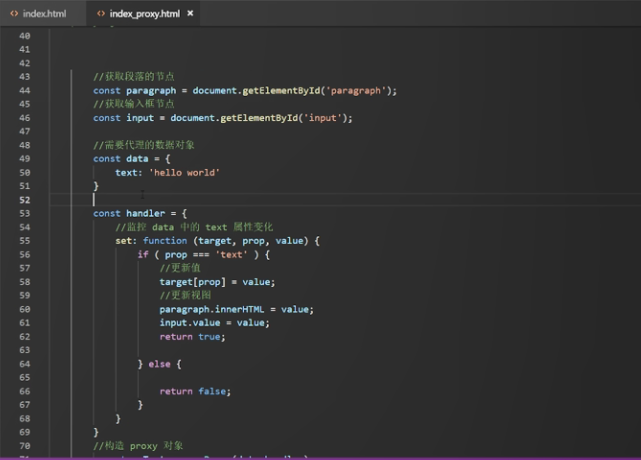 index.html
index_proxy.html
40
41
42
43 //获取段落的节点
44 const paragraph = document.getElementById('paragraph');
45 //获取输入框节点
46 const input = document.getElementById('input');
47
48 //需要代理的数据对象
49 const data = {
50 text: 'hello world'
51 }
52
53 const handler = {
54 //监控 data 中的 text 属性变化
55 set: function (target, prop, value) {
56 if ( prop === 'text' ) {
57 //更新值
58 target[prop] = value;
59 //更新视图
60 paragraph.innerHTML = value;
61 input.value = value;
62 return true;
63
64 } else {
65
66 return false;
67 }
68 }
69 }
70 //构造 proxy 对象